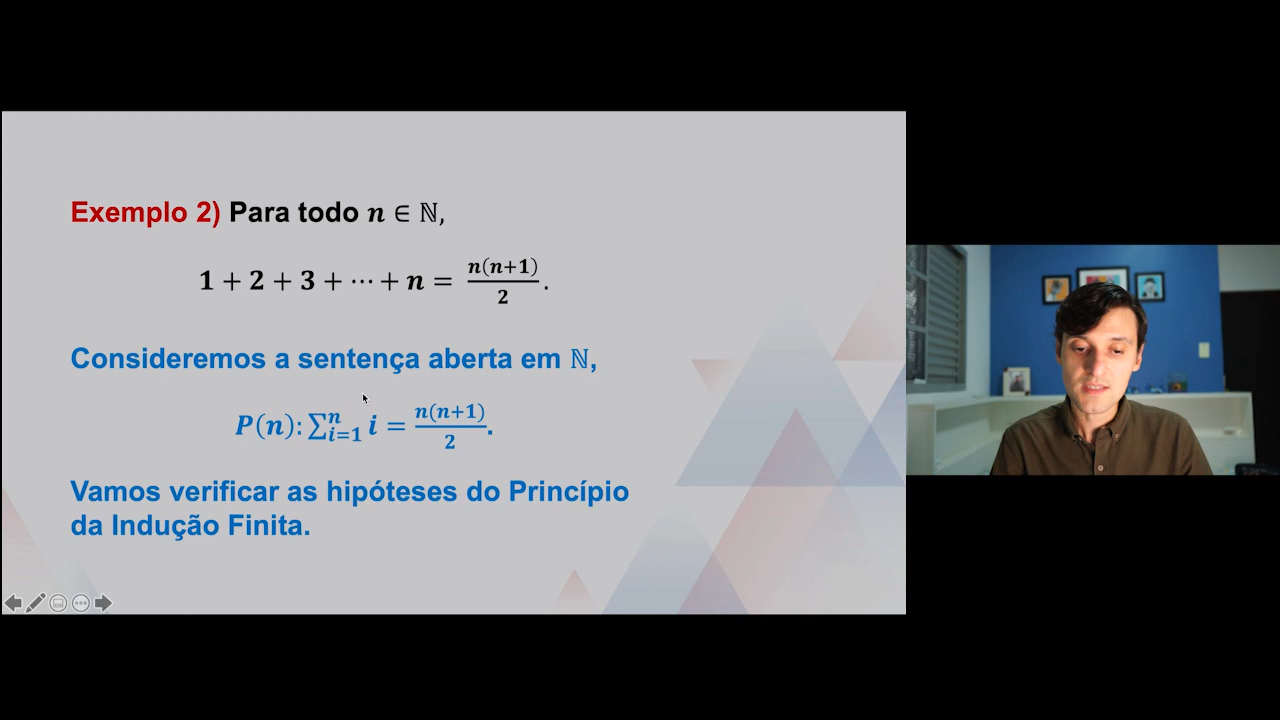 Exemplo 2) Para todo n ∈ ℕ,
1 + 2 + 3 + ⋯ + n = n(n+1)/2.
Consideremos a sentença aberta em ℕ,
P(n): ∑_{i=1}^{n} i = n(n+1)/2.
Vamos verificar as hipóteses do Princípio
da Indução Finita.